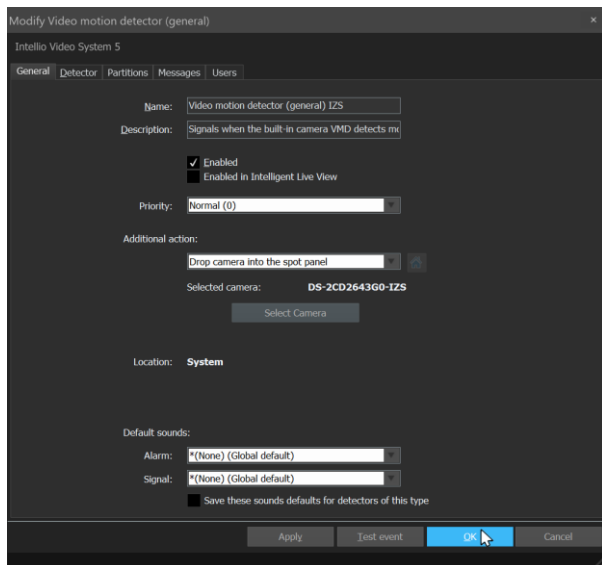 Modify Video motion detector (general)
Intellio Video System 5
General Detector Partitions Messages Users
Name: Video motion detector (general) IZS
Description: Signals when the built-in camera VMD detects mo
Enabled
Enabled in Intelligent Live View
Priority: Normal (0)
Additional action:
Drop camera into the spot panel
Selected camera: DS-2CD2643G0-IZS
Select Camera
Location: System
Default sounds:
Alarm: *(None) (Global default)
Signal: *(None) (Global default)
Save these sounds defaults for detectors of this type
Apply Test event OK Cancel